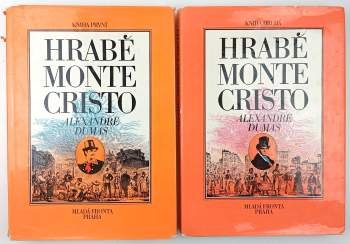 KNIHA PRVNÍ
HRABĚ
MONTE
CRISTO
ALEXANDRE
DUMAS
MLADÁ FRONTA
PRAHA
KNIHA DRUHÁ
HRABĚ
MONTE
CRISTO
ALEXANDRE
DUMAS
MLADÁ FRONTA
PRAHA